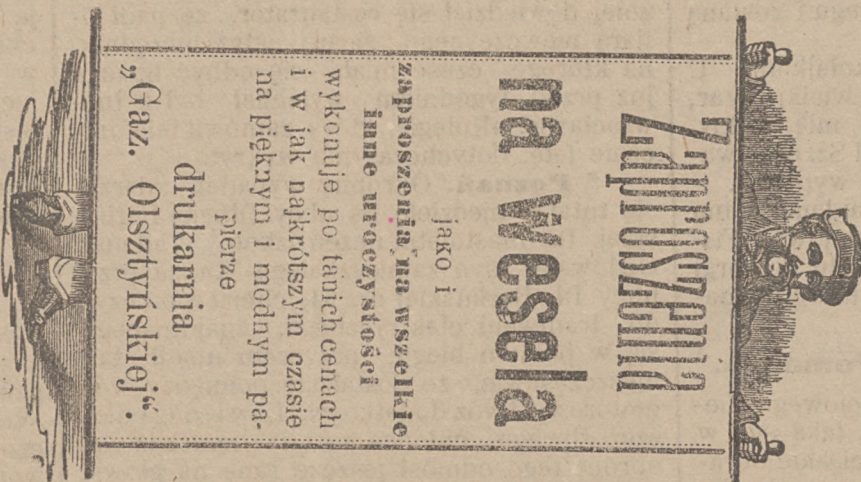 Zaproszenia
na wesela
jako i
zaproszenia na wszelkie
inne uroczystości
wykonuje po tanich cenach
i w jak najkrótszym czasie
na pięknym i modnym pa-
pierze
drukarnia
„Gaz. Olsztyńskiej“.